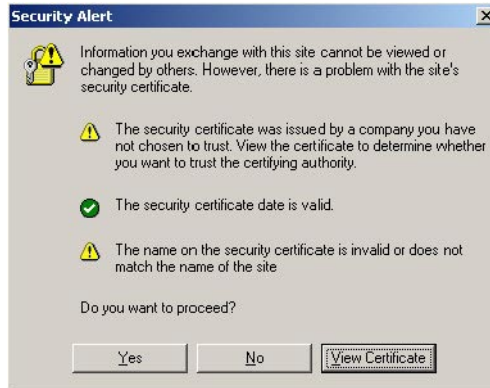 Security Alert
Information you exchange with this site cannot be viewed or
changed by others. However, there is a problem with the site's
security certificate.
The security certificate was issued by a company you have
not chosen to trust. View the certificate to determine whether
you want to trust the certifying authority.
The security certificate date is valid.
The name on the security certificate is invalid or does not
match the name of the site
Do you want to proceed?
Yes No View Certificate